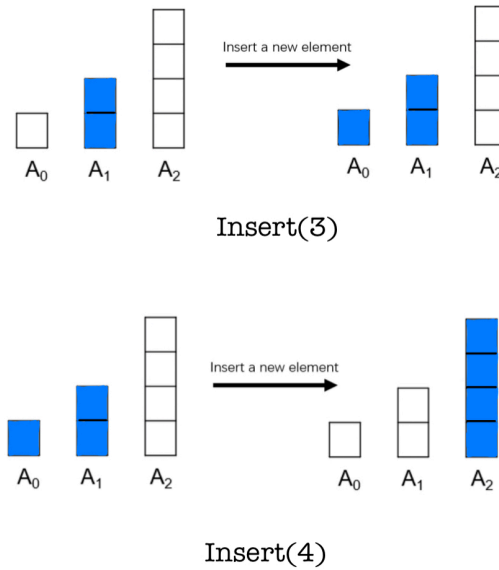 Insert a new element
A₀ A₁ A₂ A₀ A₁ A₂
Insert(3)
Insert a new element
A₀ A₁ A₂ A₀ A₁ A₂
Insert(4)